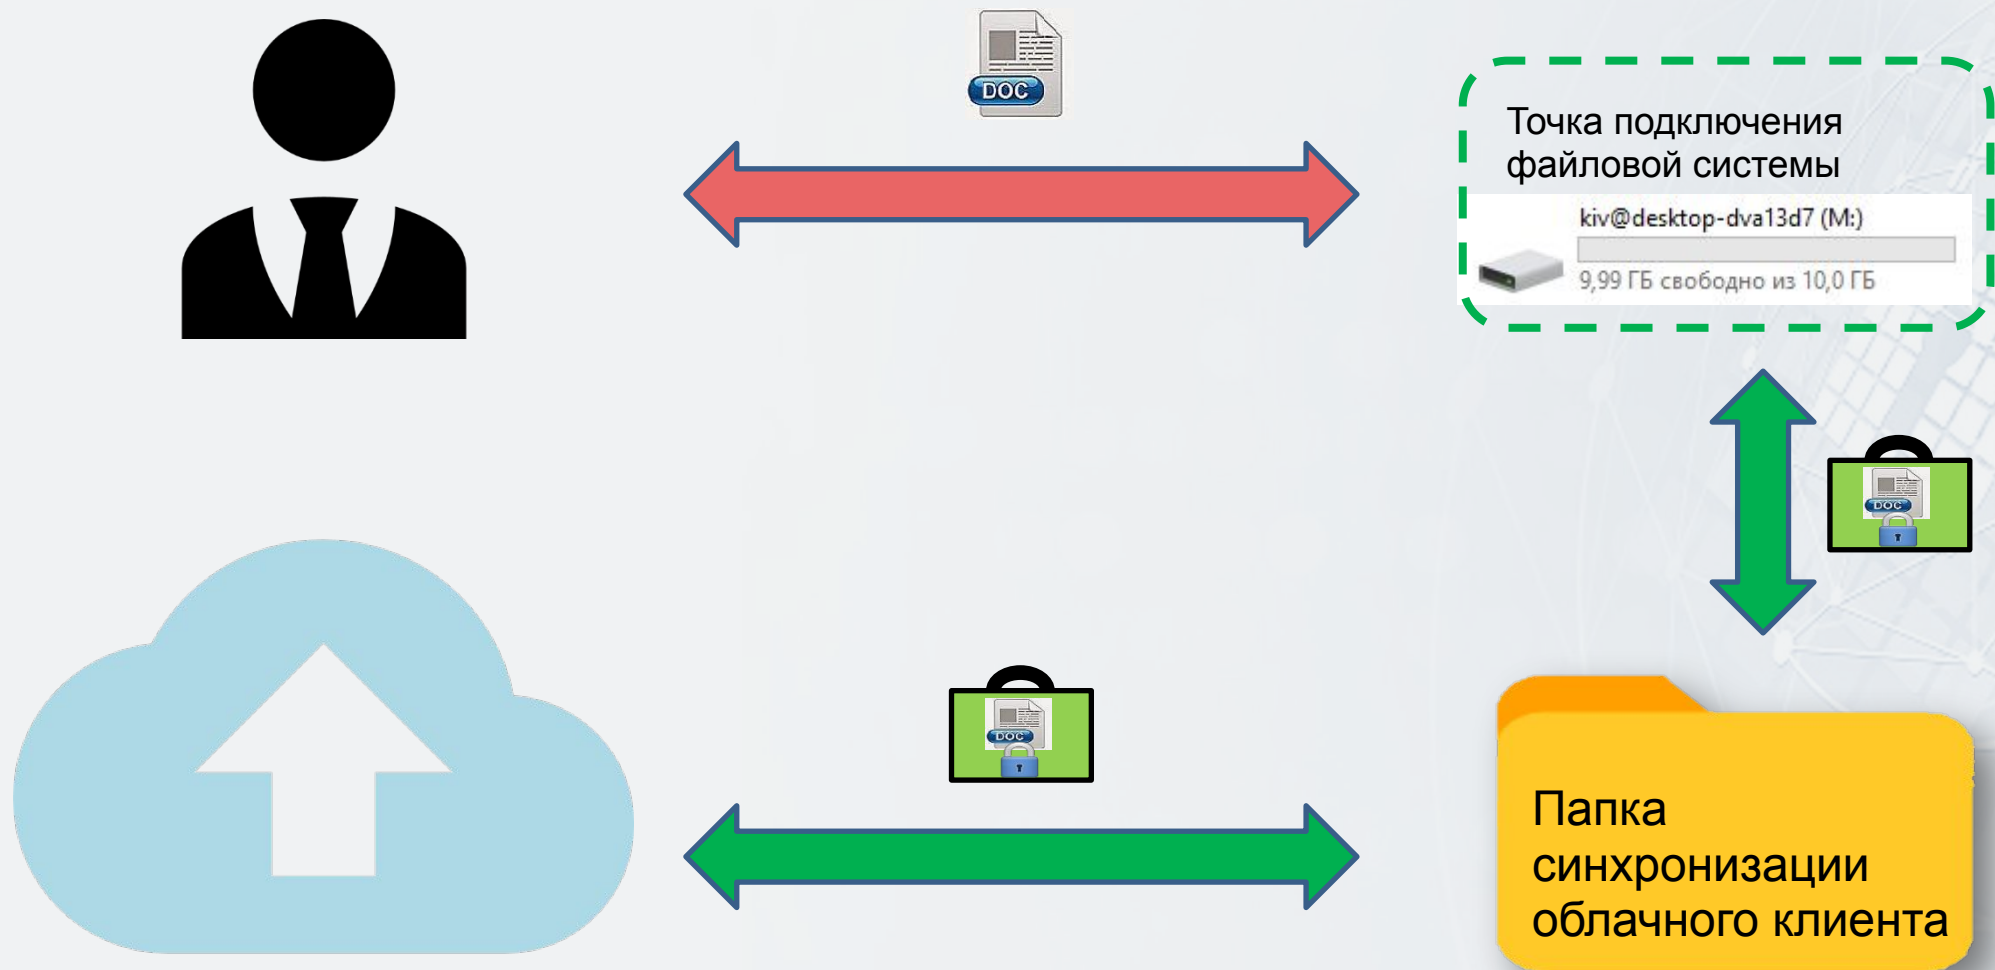 DOC
Точка подключения
файловой системы
kiv@desktop-dva13d7 (M:)
9,99 ГБ свободно из 10,0 ГБ
DOC
DOC
Папка
синхронизации
облачного клиента